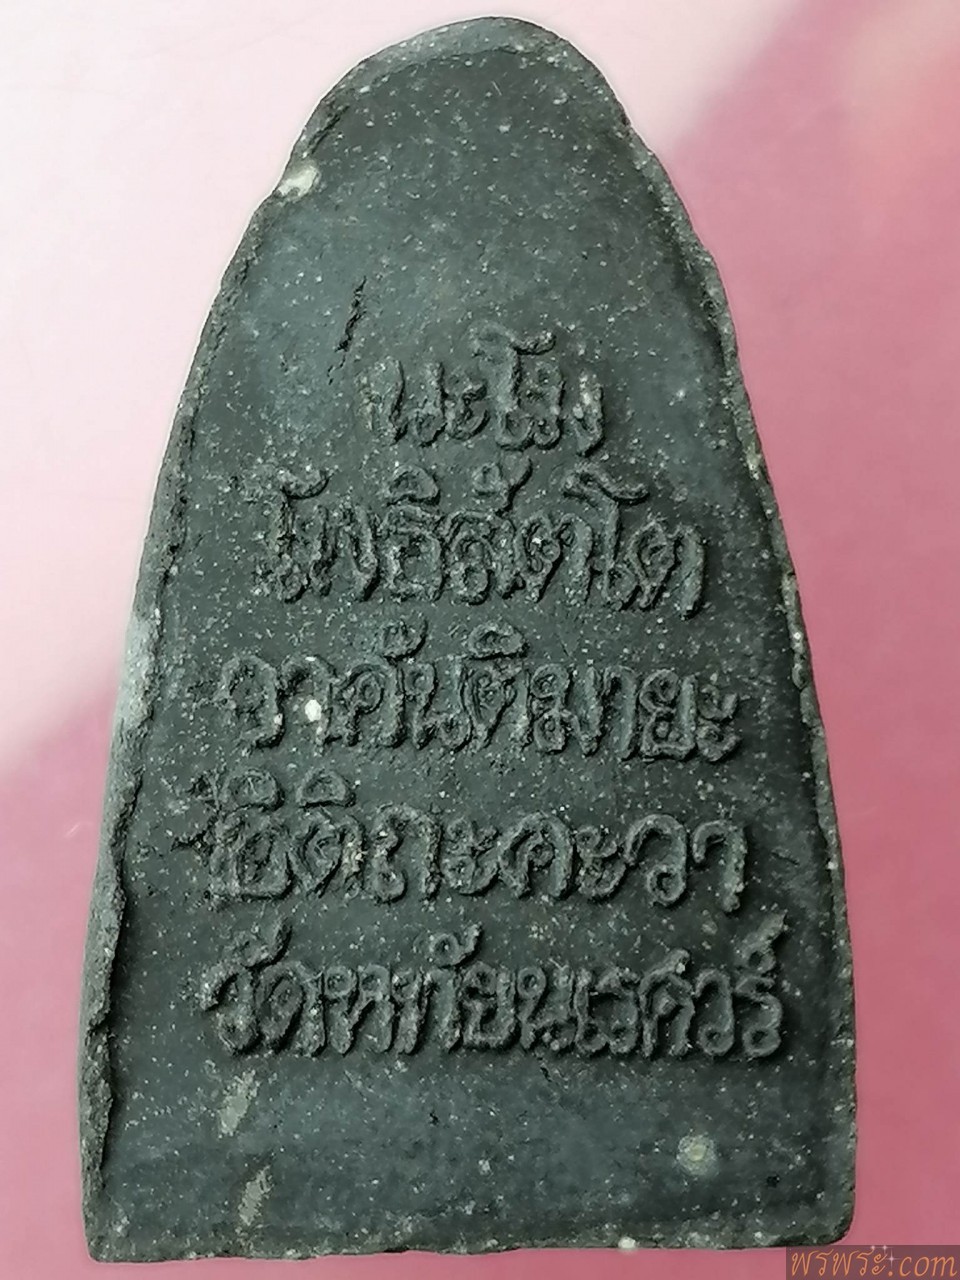 นะโม
โพธิสัตโต
อาคันติมายะ
อิติภะคะวา
วัดหทัยนเรศวร์
พรพระ.com